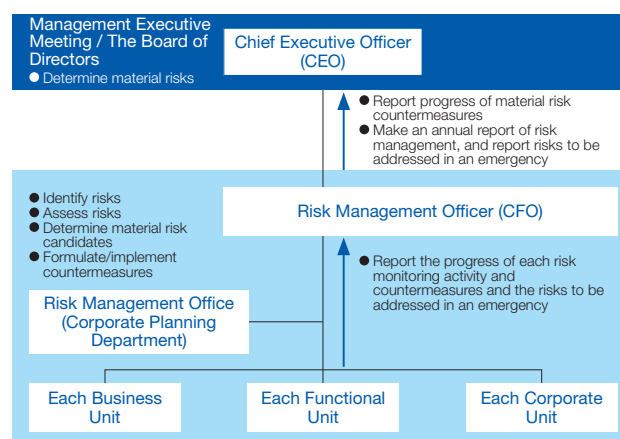 Management Executive
Meeting / The Board of
Directors
● Determine material risks
Chief Executive Officer
(CEO)
● Report progress of material risk
countermeasures
● Make an annual report of risk
management, and report risks to be
addressed in an emergency
● Identify risks
● Assess risks
● Determine material risk
candidates
● Formulate/implement
countermeasures
Risk Management Officer (CFO)
● Report the progress of each risk
monitoring activity and
countermeasures and the risks to be
addressed in an emergency
Risk Management Office
(Corporate Planning
Department)
Each Business
Unit
Each Functional
Unit
Each Corporate
Unit